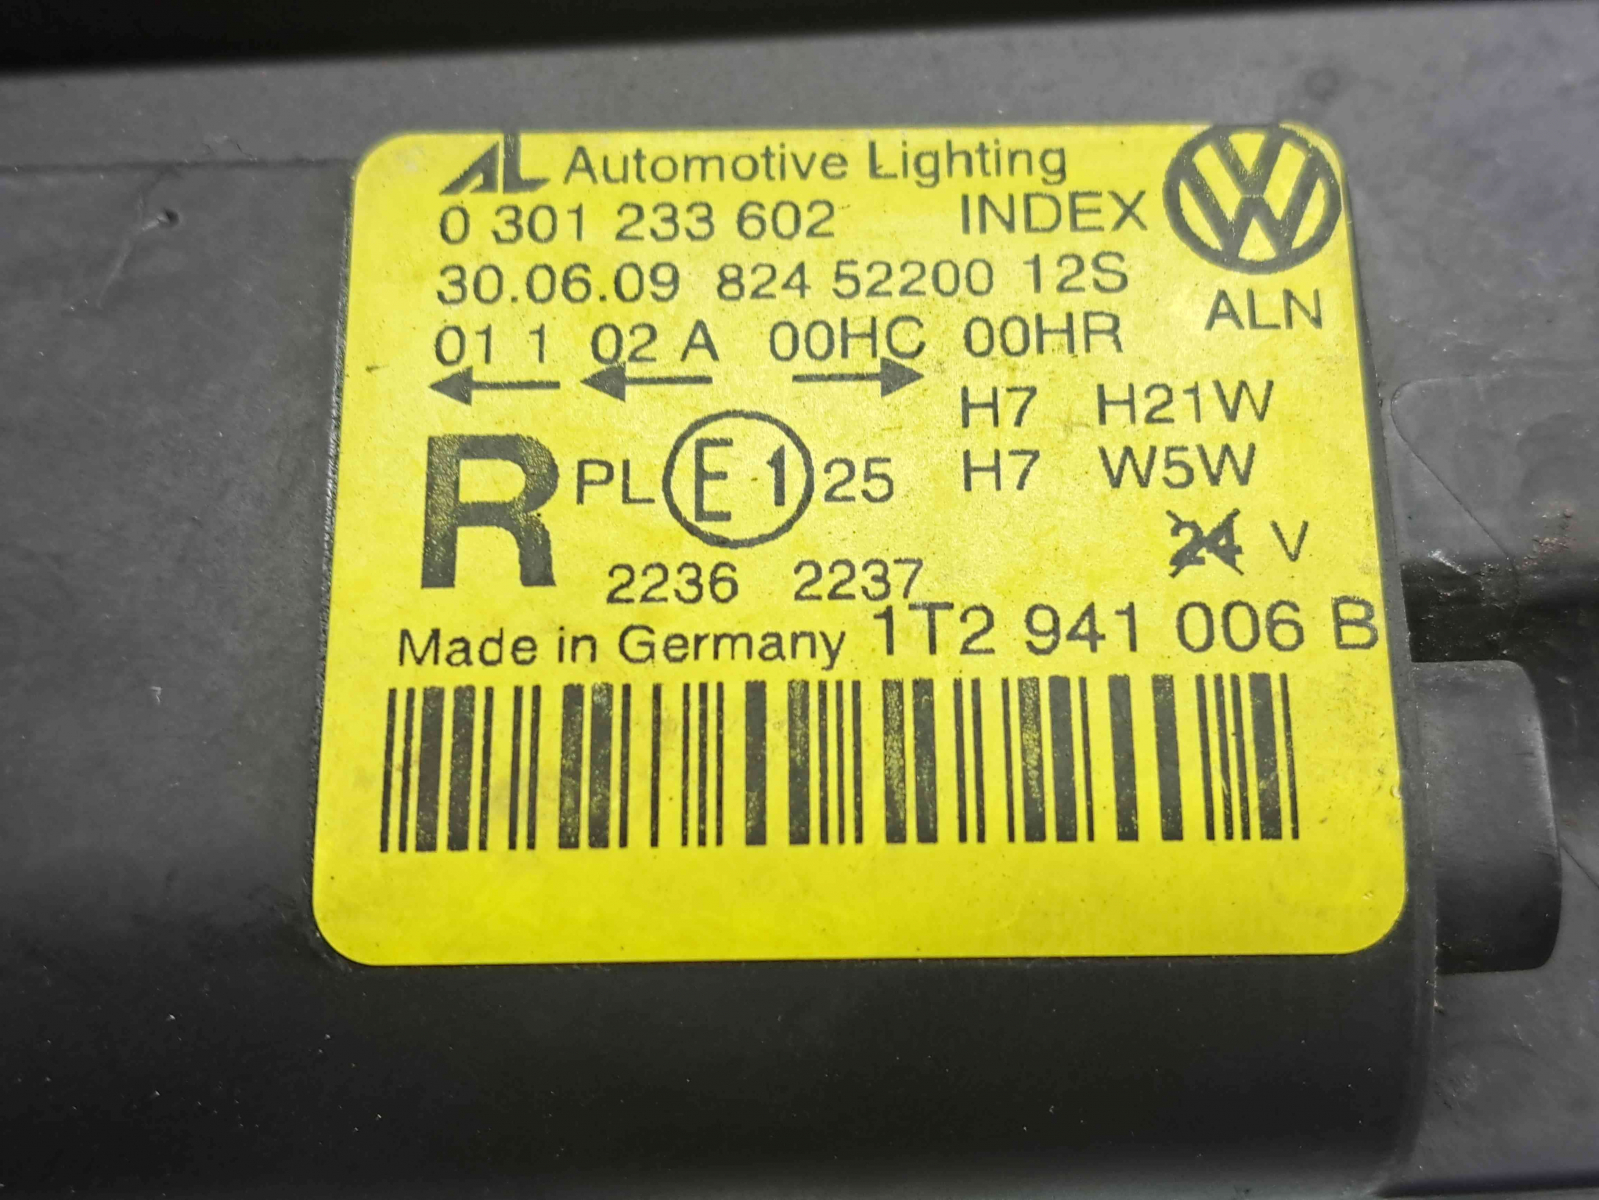 AL Automotive Lighting
0 301 233 602 INDEX
30.06.09 824 52200 12S
ALN
01 1 02 A 00HC 00HR
H7 H21W
R PL E1 25 H7 W5W
24 V
2236 2237
Made in Germany 1T2 941 006 B